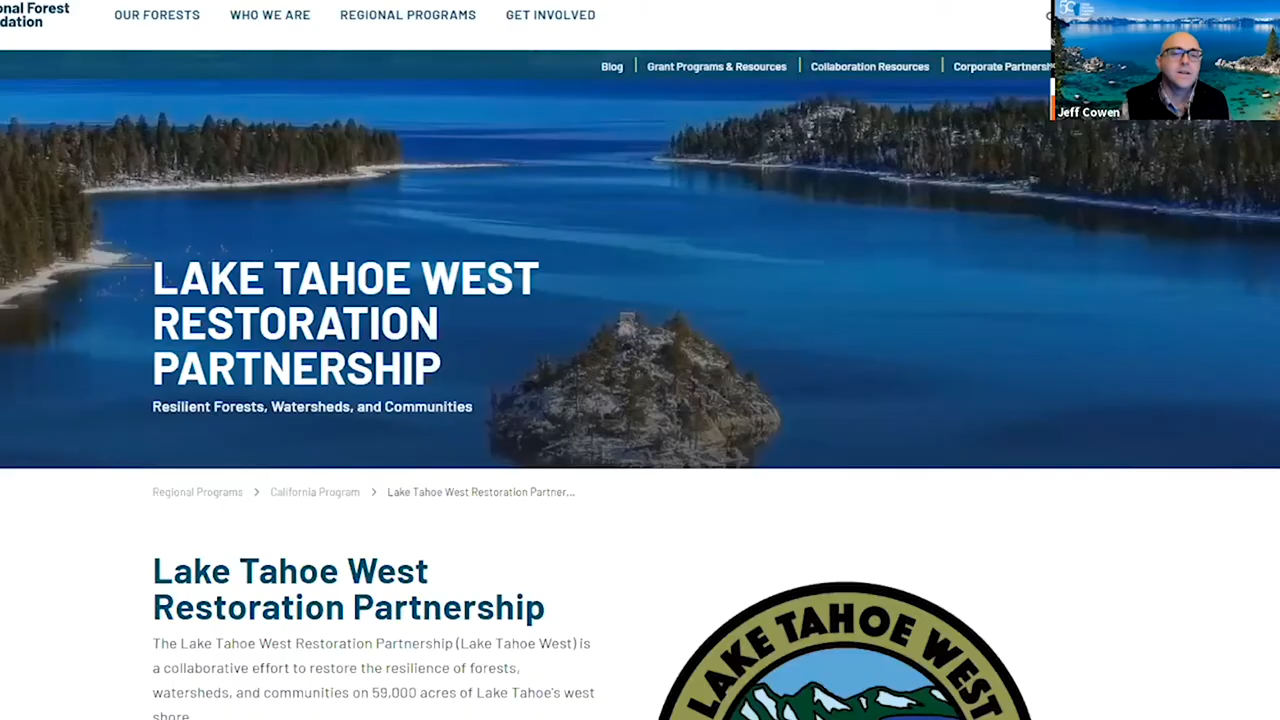 onal Forest
dation
OUR FORESTS
WHO WE ARE
REGIONAL PROGRAMS
GET INVOLVED
Blog
Grant Programs & Resources
Collaboration Resources
Corporate Partnersh
Jeff Cowen
LAKE TAHOE WEST
RESTORATION
PARTNERSHIP
Resilient Forests, Watersheds, and Communities
Regional Programs > California Program > Lake Tahoe West Restoration Partner...
Lake Tahoe West
Restoration Partnership
The Lake Tahoe West Restoration Partnership (Lake Tahoe West) is
a collaborative effort to restore the resilience of forests,
watersheds, and communities on 59,000 acres of Lake Tahoe's west
shore
LAKE TAHOE WEST